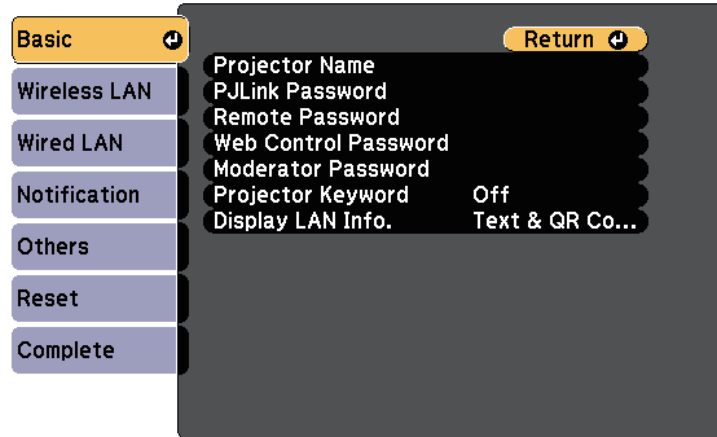 Basic
Wireless LAN
Wired LAN
Notification
Others
Reset
Complete
Return
Projector Name
PJLink Password
Remote Password
Web Control Password
Moderator Password
Projector Keyword Off
Display LAN Info. Text & QR Co...